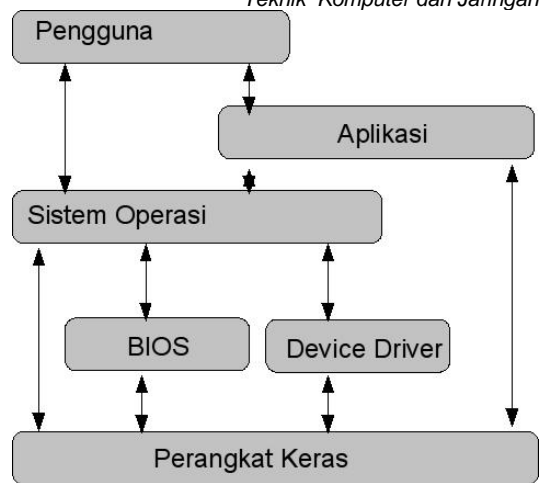 Teknik Komputer dan Jaringan
Pengguna
Aplikasi
Sistem Operasi
BIOS
Device Driver
Perangkat Keras